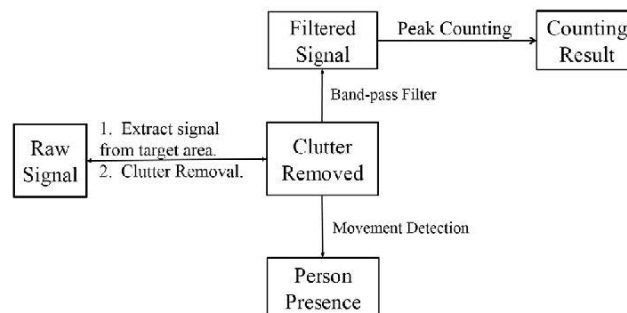 Filtered
Signal
Peak Counting
Counting
Result
Band-pass Filter
Raw
Signal
1. Extract signal
from target area.
2. Clutter Removal.
Clutter
Removed
Movement Detection
Person
Presence